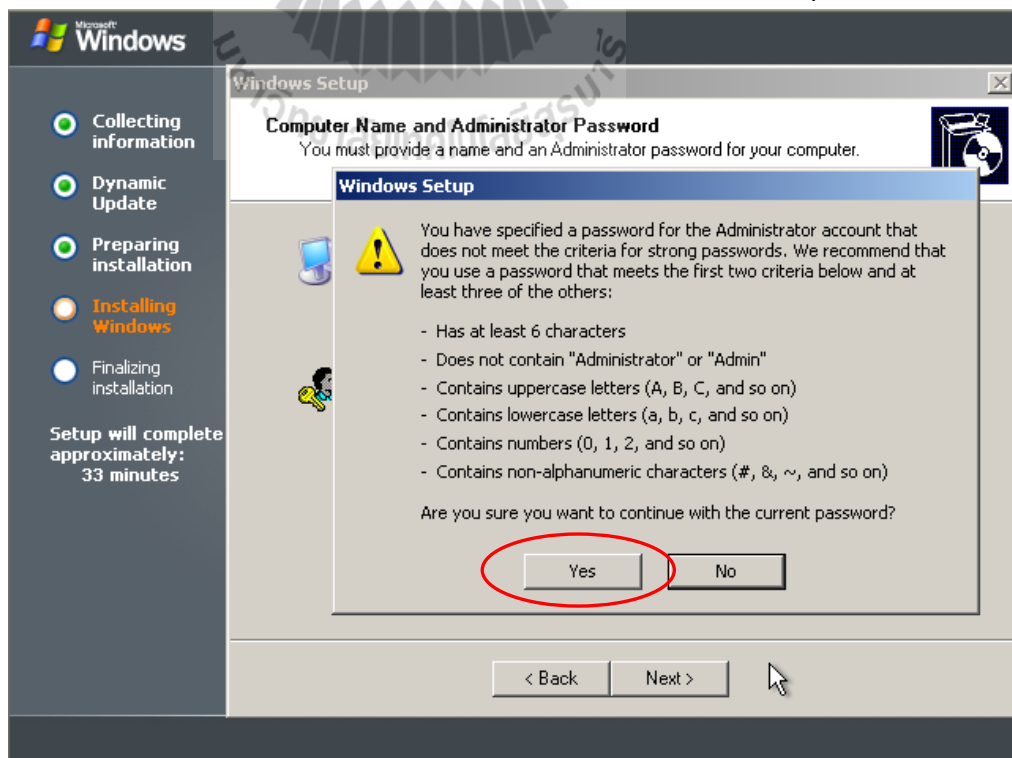 Microsoft
Windows
Windows Setup
Collecting
information
Dynamic
Update
Preparing
installation
Installing
Windows
Finalizing
installation
Setup will complete
approximately:
33 minutes
Computer Name and Administrator Password
You must provide a name and an Administrator password for your computer.
Windows Setup
You have specified a password for the Administrator account that
does not meet the criteria for strong passwords. We recommend that
you use a password that meets the first two criteria below and at
least three of the others:
- Has at least 6 characters
- Does not contain "Administrator" or "Admin"
- Contains uppercase letters (A, B, C, and so on)
- Contains lowercase letters (a, b, c, and so on)
- Contains numbers (0, 1, 2, and so on)
- Contains non-alphanumeric characters (#, &, ~, and so on)
Are you sure you want to continue with the current password?
Yes
No
< Back
Next >